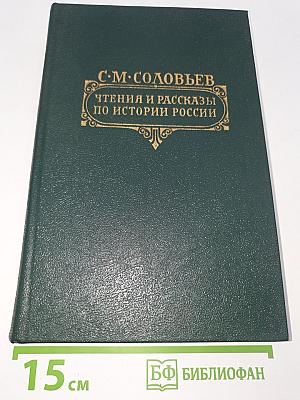 С·М·СОЛОВЬЕВ
ЧТЕНИЯ И РАССКАЗЫ
ПО ИСТОРИИ РОССИИ
15 см
БФ БИБЛИОФАН